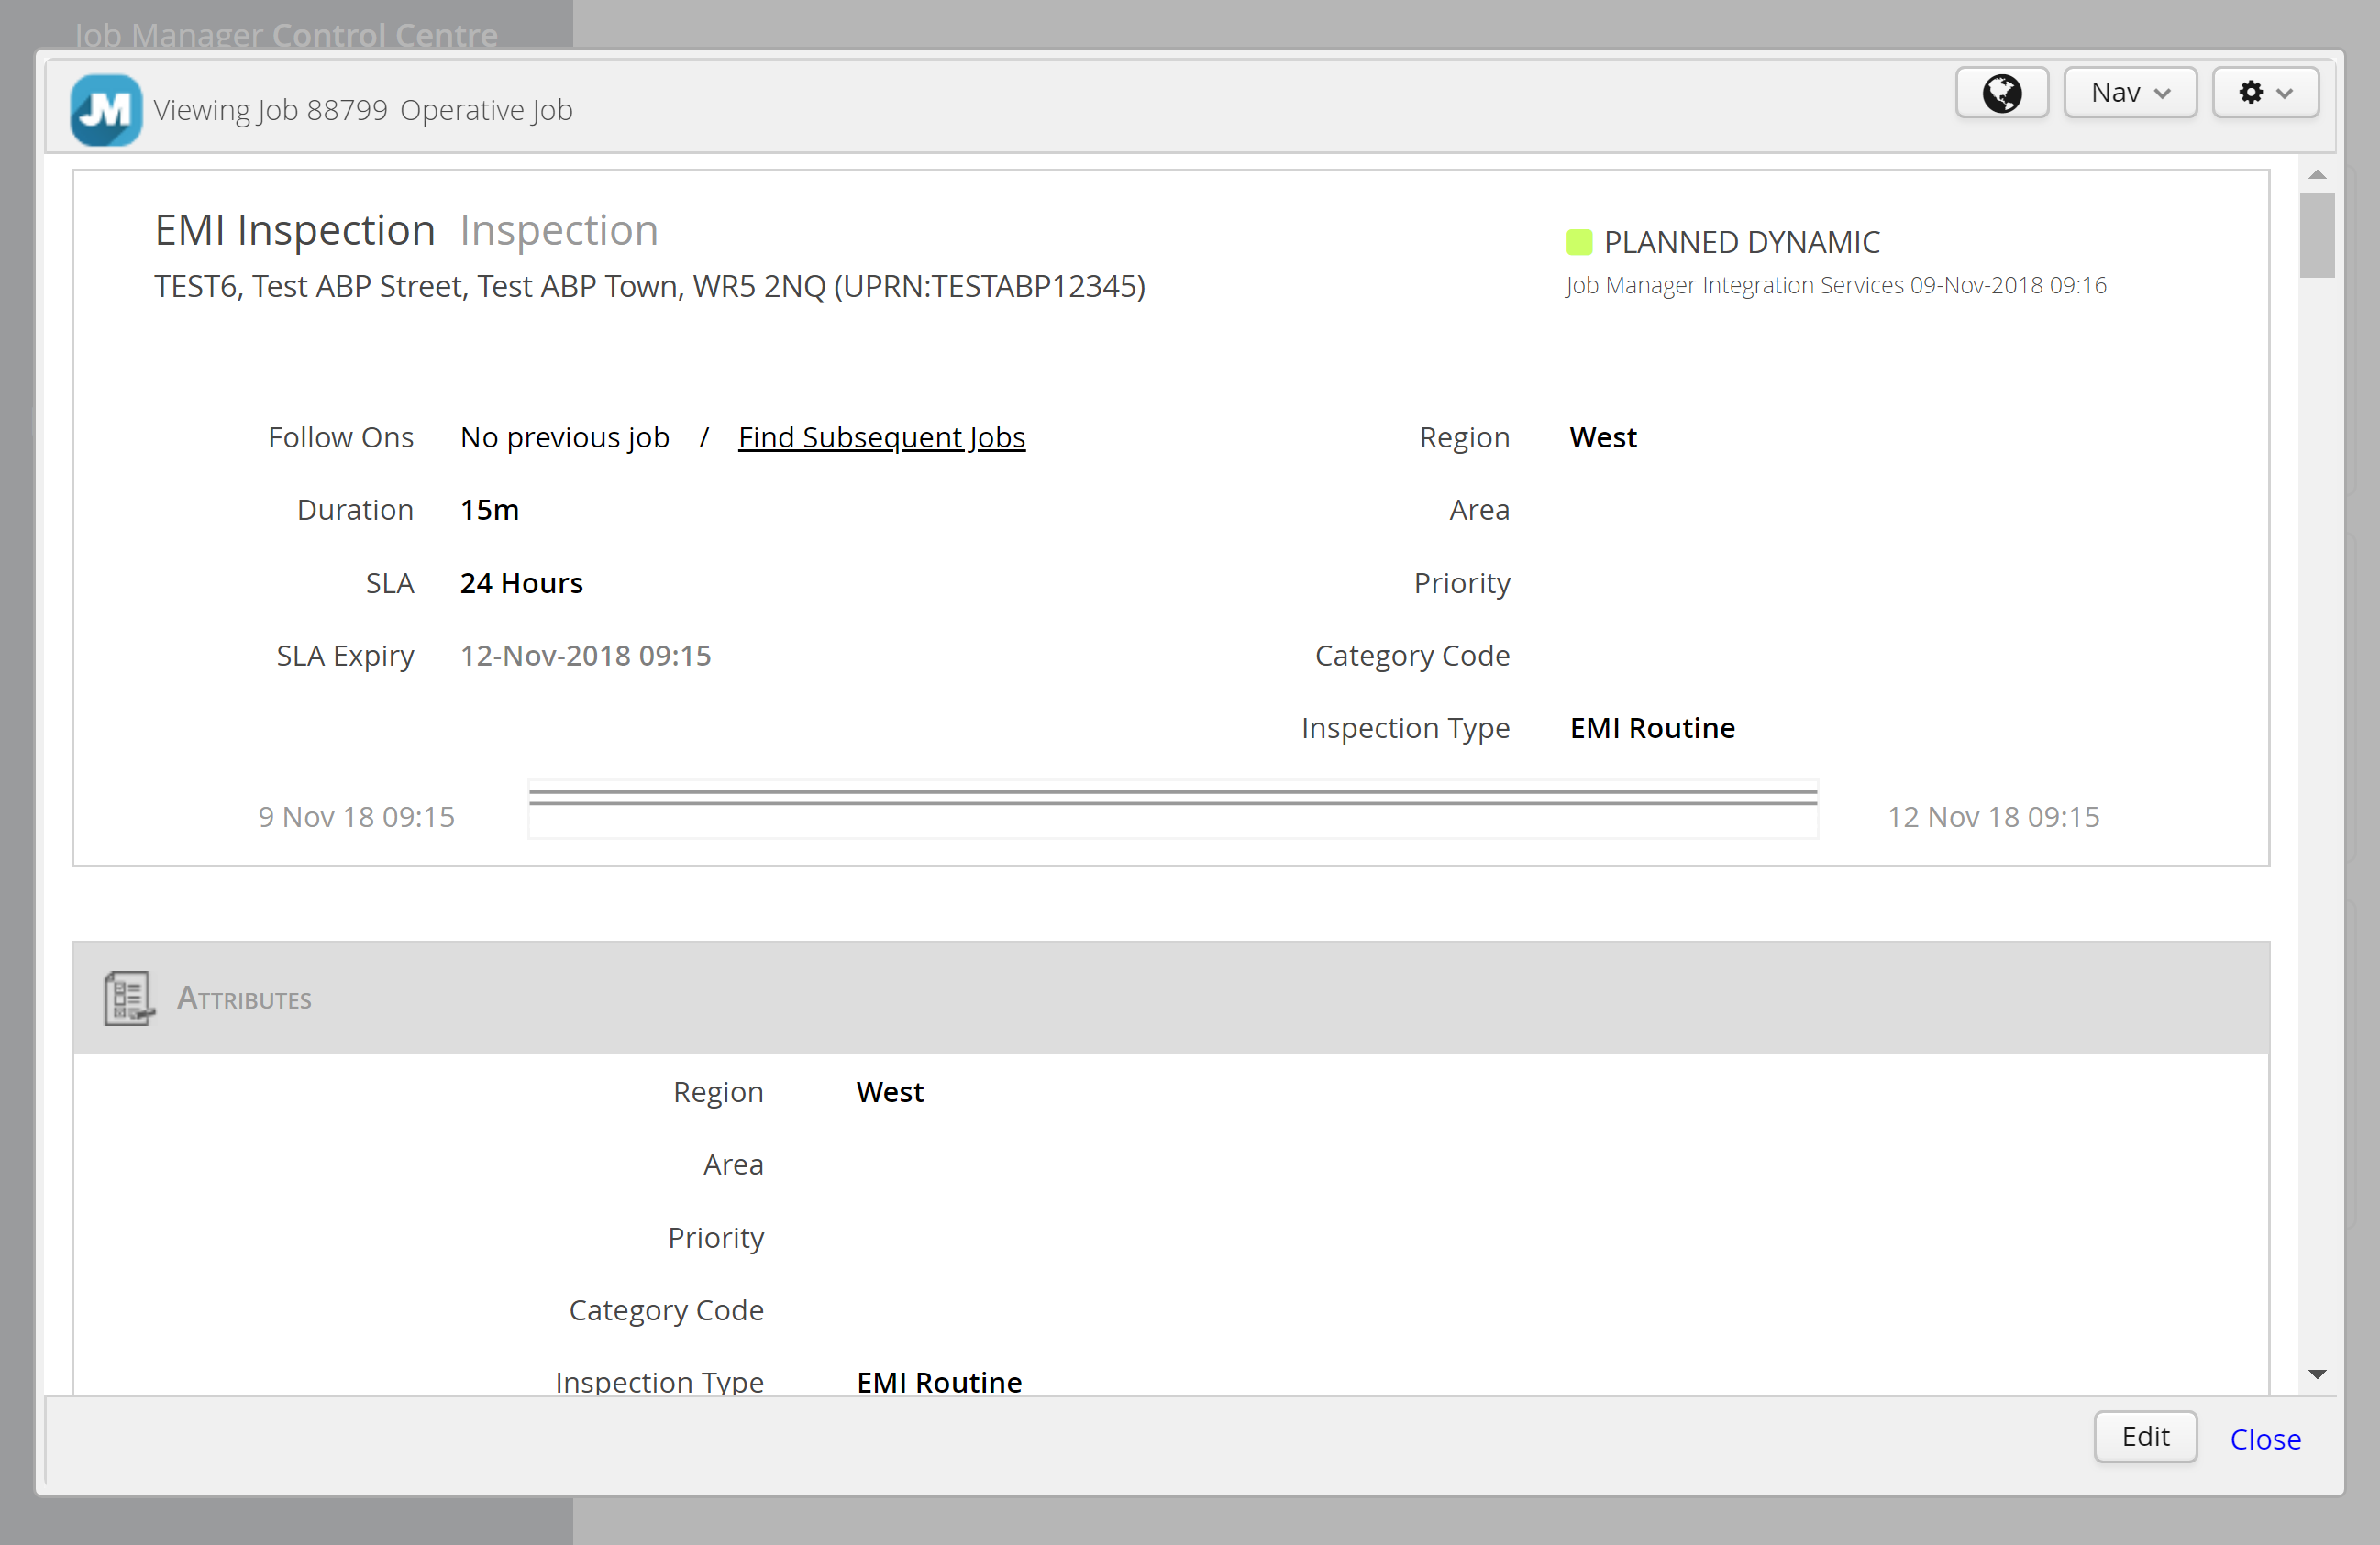 Job Manager Control Centre
JM Viewing Job 88799 Operative Job
Nav
EMI Inspection Inspection
PLANNED DYNAMIC
TEST6, Test ABP Street, Test ABP Town, WR5 2NQ (UPRN:TESTABP12345)
Job Manager Integration Services 09-Nov-2018 09:16
Follow Ons No previous job / Find Subsequent Jobs
Region West
Duration 15m
Area
SLA 24 Hours
Priority
SLA Expiry 12-Nov-2018 09:15
Category Code
Inspection Type EMI Routine
9 Nov 18 09:15
12 Nov 18 09:15
Attributes
Region West
Area
Priority
Category Code
Inspection Type EMI Routine
Edit Close